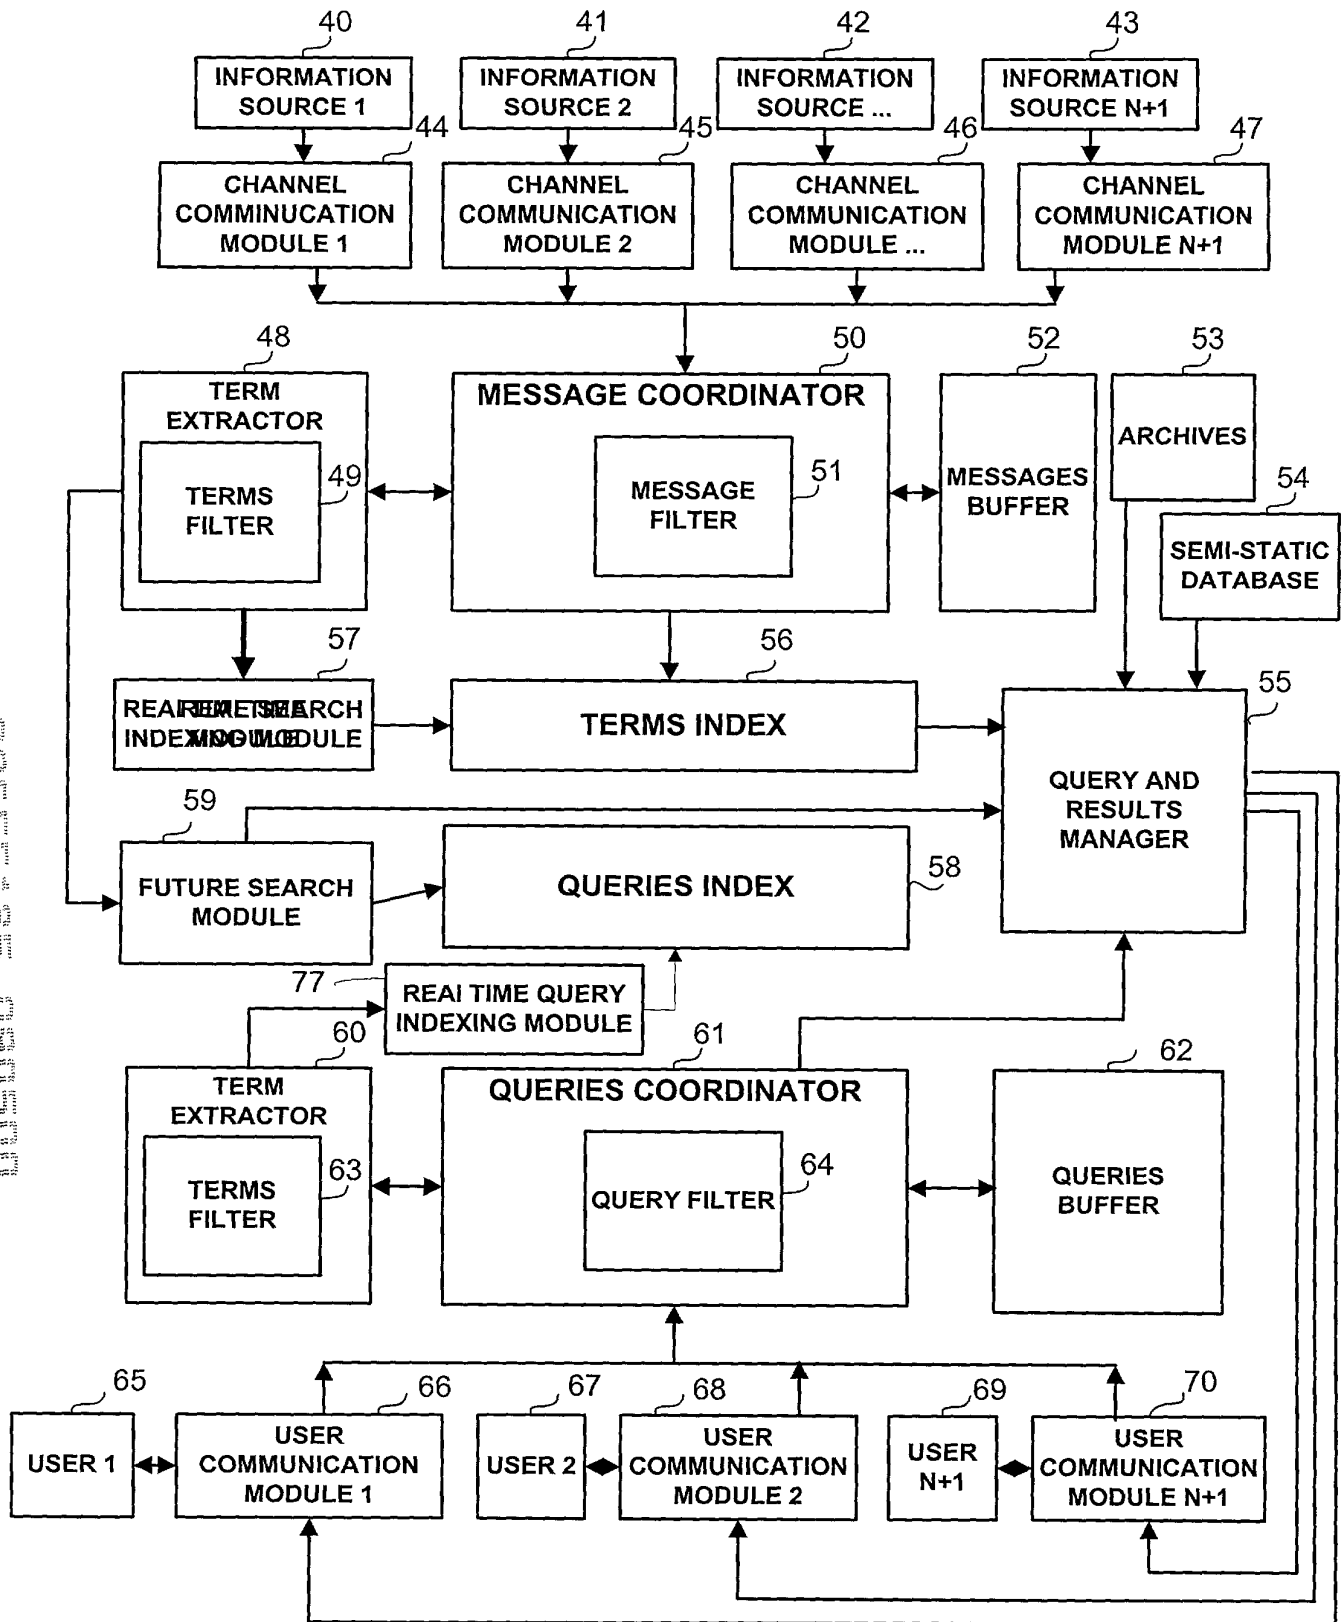 40
41
42
43
INFORMATION
SOURCE 1
INFORMATION
SOURCE 2
INFORMATION
SOURCE ...
INFORMATION
SOURCE N+1
44
45
46
47
CHANNEL
COMMINUCATION
MODULE 1
CHANNEL
COMMUNICATION
MODULE 2
CHANNEL
COMMUNICATION
MODULE ...
CHANNEL
COMMUNICATION
MODULE N+1
48
50
52
53
TERM
EXTRACTOR
49
TERMS
FILTER
MESSAGE COORDINATOR
51
MESSAGE
FILTER
MESSAGES
BUFFER
ARCHIVES
54
SEMI-STATIC
DATABASE
57
56
55
INDEXING MODULE
TERMS INDEX
QUERY AND
RESULTS
MANAGER
59
FUTURE SEARCH
MODULE
QUERIES INDEX
58
77
REAI TIME QUERY
INDEXING MODULE
60
61
62
TERM
EXTRACTOR
63
TERMS
FILTER
QUERIES COORDINATOR
64
QUERY FILTER
QUERIES
BUFFER
65
66
67
68
69
70
USER 1
USER
COMMUNICATION
MODULE 1
USER 2
USER
COMMUNICATION
MODULE 2
USER
N+1
USER
COMMUNICATION
MODULE N+1